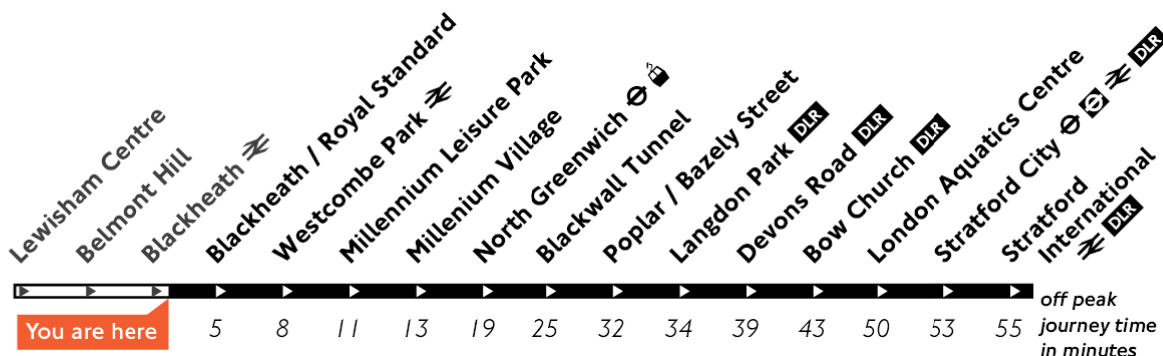 Lewisham Centre
Belmont Hill
Blackheath
Blackheath / Royal Standard
Westcombe Park
Millennium Leisure Park
Millenium Village
North Greenwich
Blackwall Tunnel
Poplar / Bazely Street
Langdon Park DLR
Devons Road DLR
Bow Church DLR
London Aquatics Centre
Stratford City DLR
Stratford
International
DLR
You are here
5 8 11 13 19 25 32 34 39 43 50 53 55
off peak
journey time
in minutes